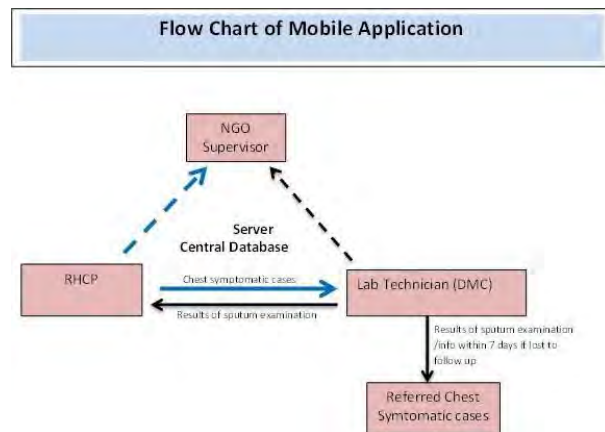 Flow Chart of Mobile Application
NGO
Supervisor
Server
Central Database
RHCP
Chest symptomatic cases
Results of sputum examination
Lab Technician (DMC)
Results of sputum examination
/info within 7 days if lost to
follow up
Referred Chest
Symtomatic cases